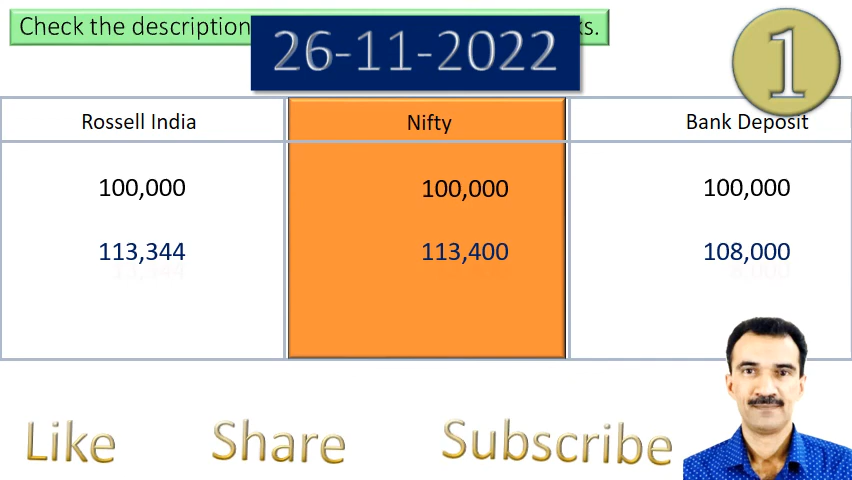 Check the description ks.
26-11-2022
1
Rossell India Nifty Bank Deposit
100,000 100,000 100,000
113,344 113,400 108,000
Like Share Subscribe